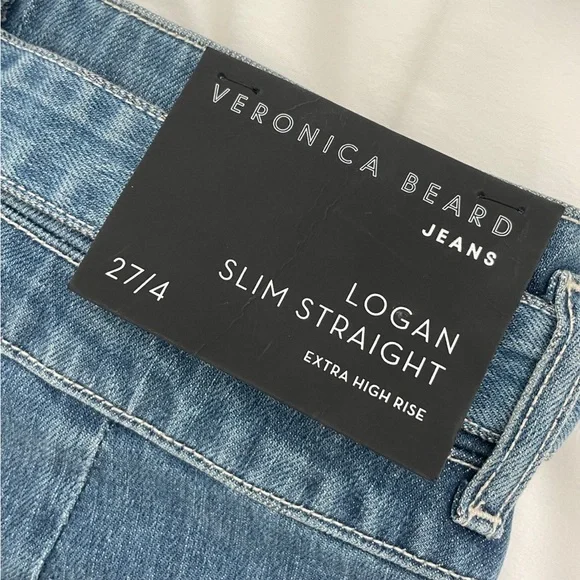 VERONICA BEARD
JEANS
27/4
LOGAN
SLIM STRAIGHT
EXTRA HIGH RISE